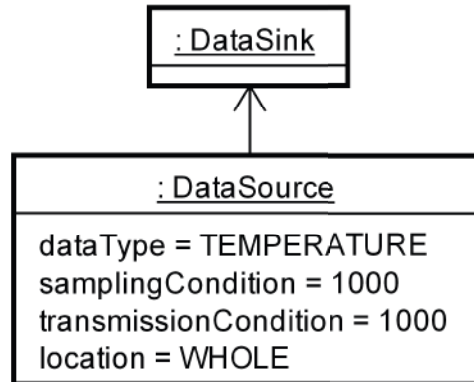 : DataSink
: DataSource
dataType = TEMPERATURE
samplingCondition = 1000
transmissionCondition = 1000
location = WHOLE